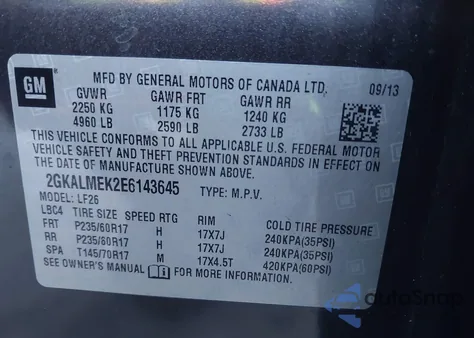 GM
MFD BY GENERAL MOTORS OF CANADA LTD.
09/13
GVWR GAWR FRT GAWR RR
2250 KG 1175 KG 1240 KG
4960 LB 2590 LB 2733 LB
THIS VEHICLE CONFORMS TO ALL APPLICABLE U.S. FEDERAL MOTOR
VEHICLE SAFETY AND THEFT PREVENTION STANDARDS IN EFFECT ON
THE DATE OF MANUFACTURE SHOWN ABOVE.
2GKALMEK2E6143645 TYPE: M.P.V.
MODEL: LF26
LBC4 TIRE SIZE SPEED RTG RIM COLD TIRE PRESSURE
FRT P235/60R17 H 17X7J 240KPA(35PSI)
RR P235/60R17 H 17X7J 240KPA(35PSI)
SPA T145/70R17 M 17X4.5T 420KPA(60PSI)
SEE OWNER'S MANUAL FOR MORE INFORMATION
autoSnap